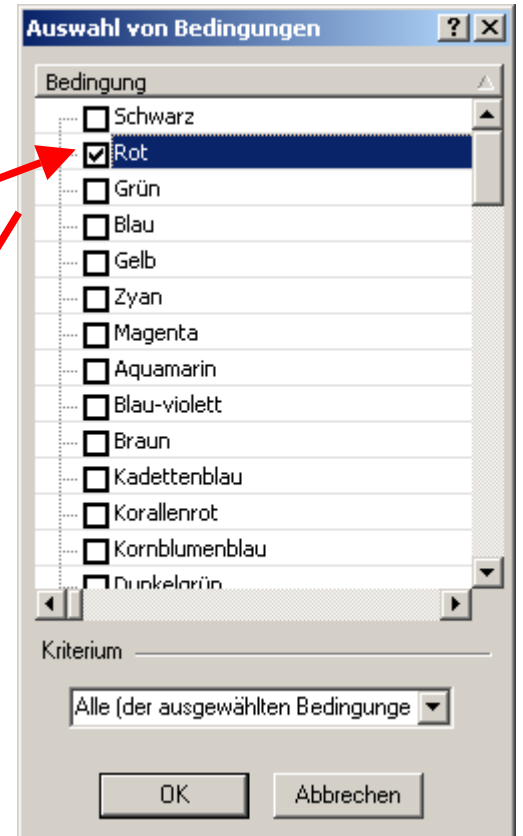 Auswahl von Bedingungen
Bedingung
Schwarz
Rot
Grün
Blau
Gelb
Zyan
Magenta
Aquamarin
Blau-violett
Braun
Kadettenblau
Korallenrot
Kornblumenblau
Dunkelgrün
Kriterium
Alle (der ausgewählten Bedingunge
OK Abbrechen